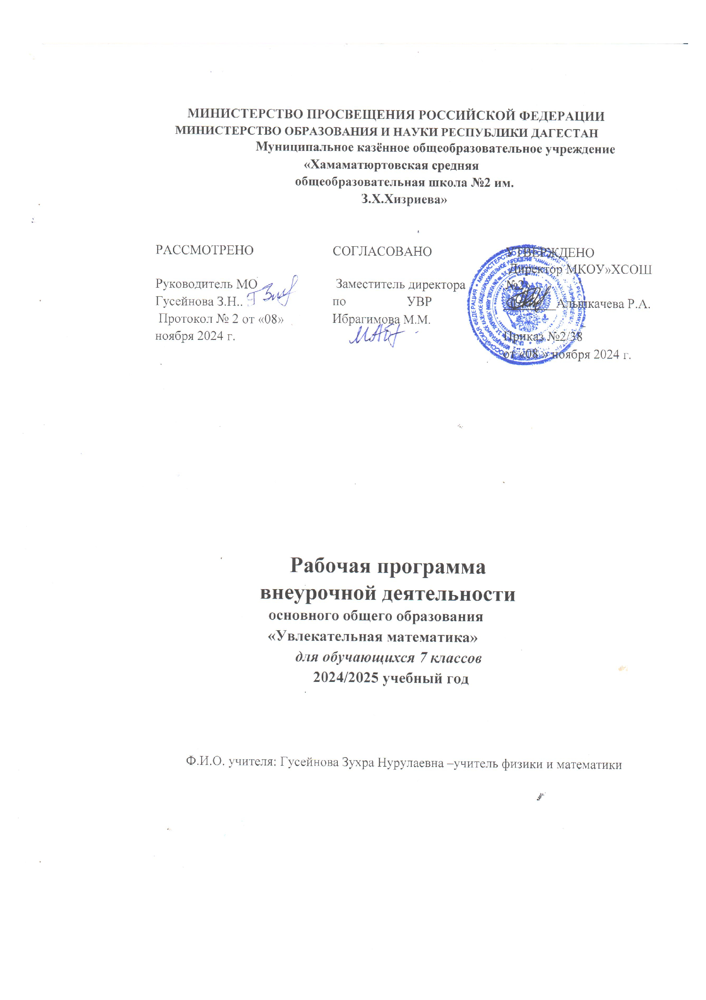 МИНИСТЕРСТВО ПРОСВЕЩЕНИЯ РОССИЙСКОЙ ФЕДЕРАЦИИ
МИНИСТЕРСТВО ОБРАЗОВАНИЯ И НАУКИ РЕСПУБЛИКИ ДАГЕСТАН
Муниципальное казённое общеобразовательное учреждение
«Хамаматюртовская средняя
общеобразовательная школа №2 им.
З.Х.Хизриева»
РАССМОТРЕНО
Руководитель МО
Гусейнова З.Н..
Протокол № 2 от «08»
ноября 2024 г.
СОГЛАСОВАНО
Заместитель директора
по УВР
Ибрагимова М.М.
УТВЕРЖДЕНО
Директор МКОУ»ХСОШ
№2»
Алышкачева Р.А.
Приказ №2/38
от «08 » ноября 2024 г.
Рабочая программа
внеурочной деятельности
основного общего образования
«Увлекательная математика»
для обучающихся 7 классов
2024/2025 учебный год
Ф.И.О. учителя: Гусейнова Зухра Нурулаевна –учитель физики и математики